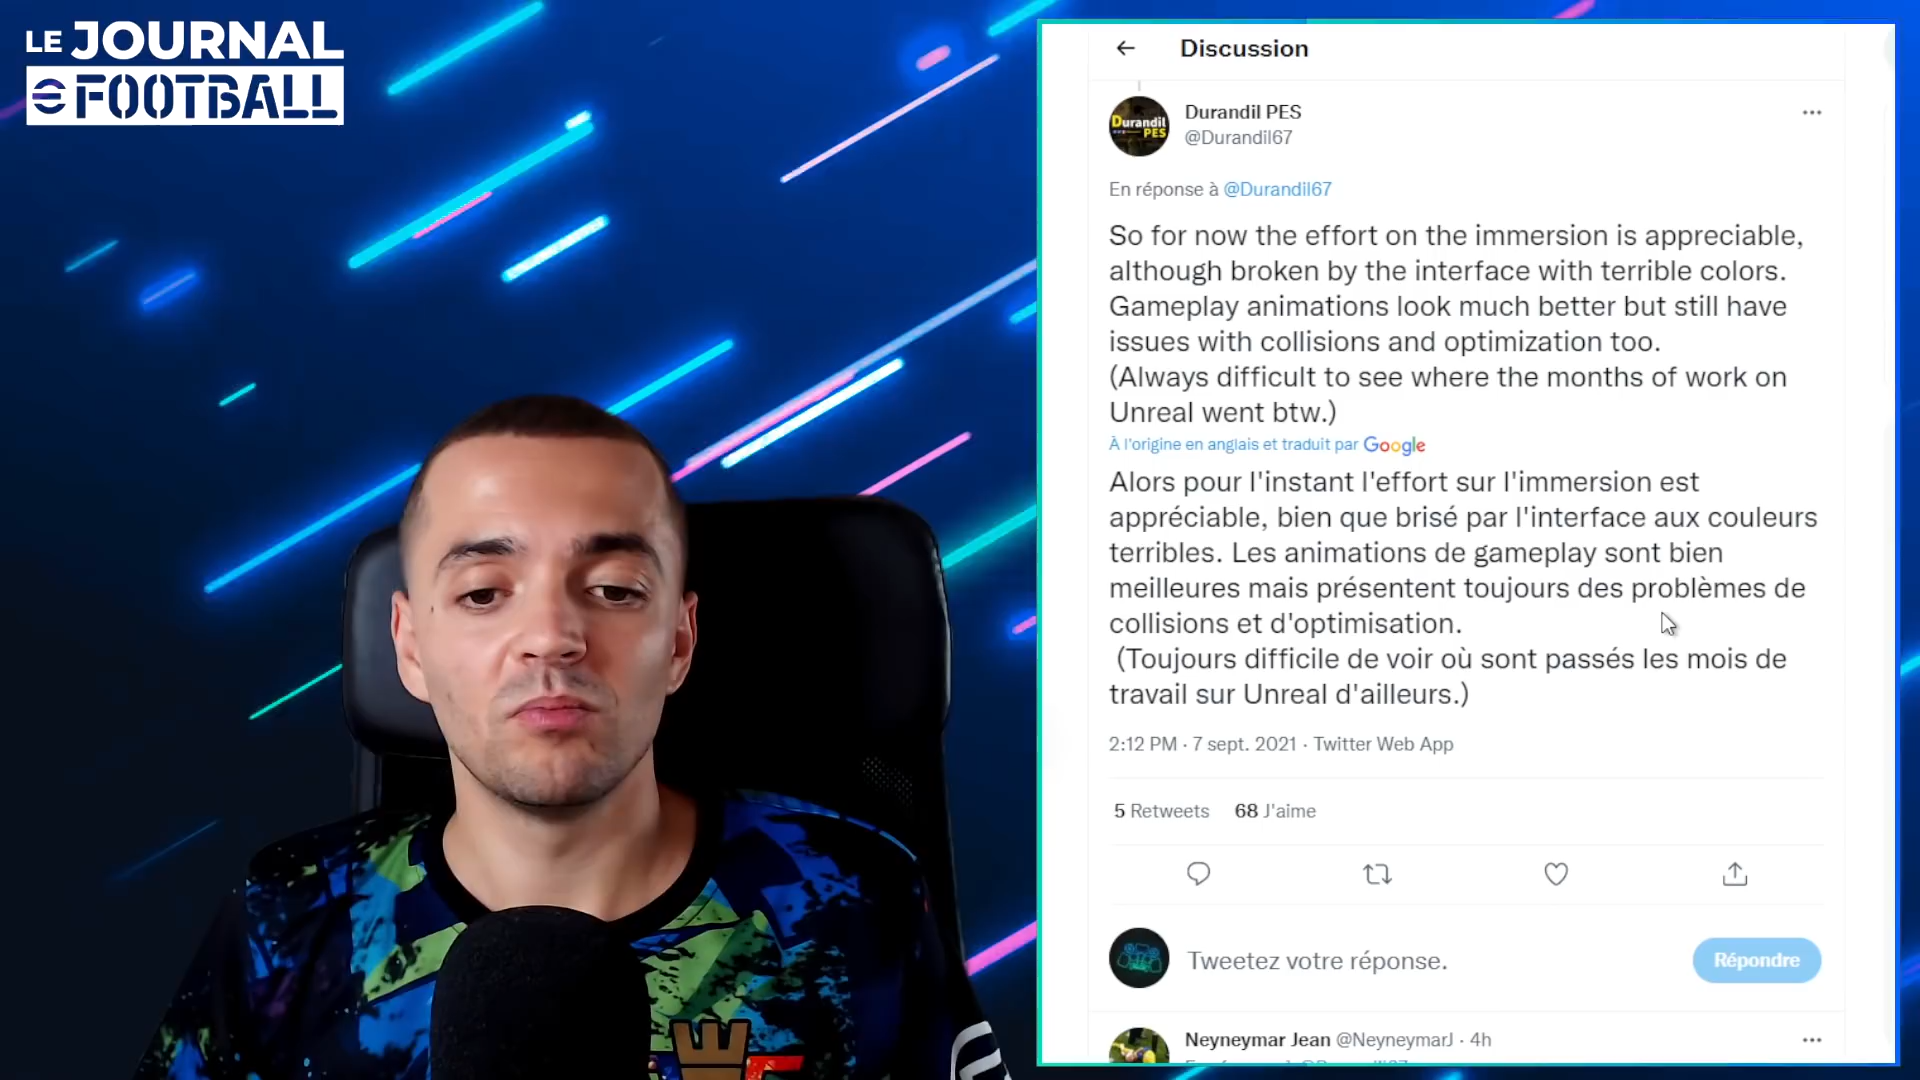 LE JOURNAL
eFOOTBALL
Discussion
Durandil PES
@Durandil67
En réponse à @Durandil67
So for now the effort on the immersion is appreciable,
although broken by the interface with terrible colors.
Gameplay animations look much better but still have
issues with collisions and optimization too.
(Always difficult to see where the months of work on
Unreal went btw.)
À l'origine en anglais et traduit par Google
Alors pour l'instant l'effort sur l'immersion est
appréciable, bien que brisé par l'interface aux couleurs
terribles. Les animations de gameplay sont bien
meilleures mais présentent toujours des problèmes de
collisions et d'optimisation.
(Toujours difficile de voir où sont passés les mois de
travail sur Unreal d'ailleurs.)
2:12 PM · 7 sept. 2021 · Twitter Web App
5 Retweets 68 J'aime
Tweetez votre réponse.
Répondre
Neyneymar Jean @NeyneymarJ · 4h